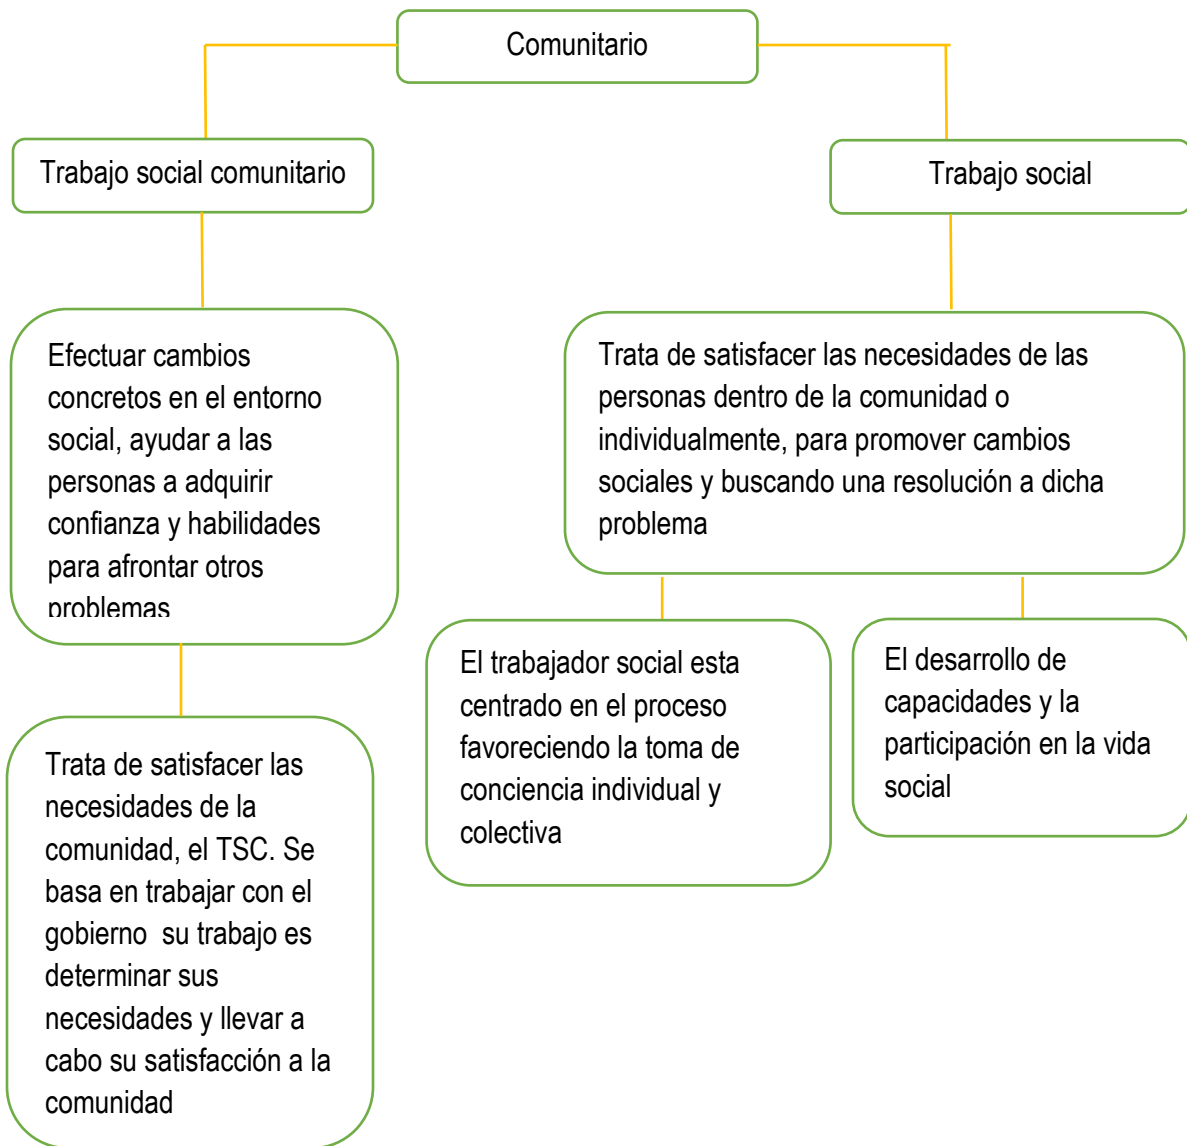 Comunitario
Trabajo social comunitario
Trabajo social
Efectuar cambios
concretos en el entorno
social, ayudar a las
personas a adquirir
confianza y habilidades
para afrontar otros
problemas
Trata de satisfacer las
necesidades de la
comunidad, el TSC. Se
basa en trabajar con el
gobierno  su trabajo es
determinar sus
necesidades y llevar a
cabo su satisfacción a la
comunidad
Trata de satisfacer las necesidades de las
personas dentro de la comunidad o
individualmente, para promover cambios
sociales y buscando una resolución a dicha
problema
El trabajador social esta
centrado en el proceso
favoreciendo la toma de
conciencia individual y
colectiva
El desarrollo de
capacidades y la
participación en la vida
social